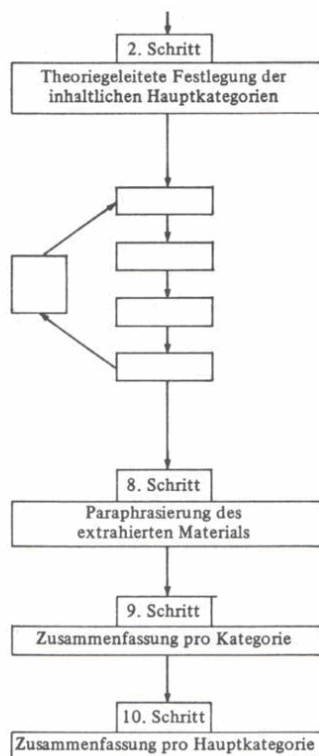 2. Schritt
Theoriegeleitete Festlegung der
inhaltlichen Hauptkategorien
8. Schritt
Paraphrasierung des
extrahierten Materials
9. Schritt
Zusammenfassung pro Kategorie
10. Schritt
Zusammenfassung pro Hauptkategorie